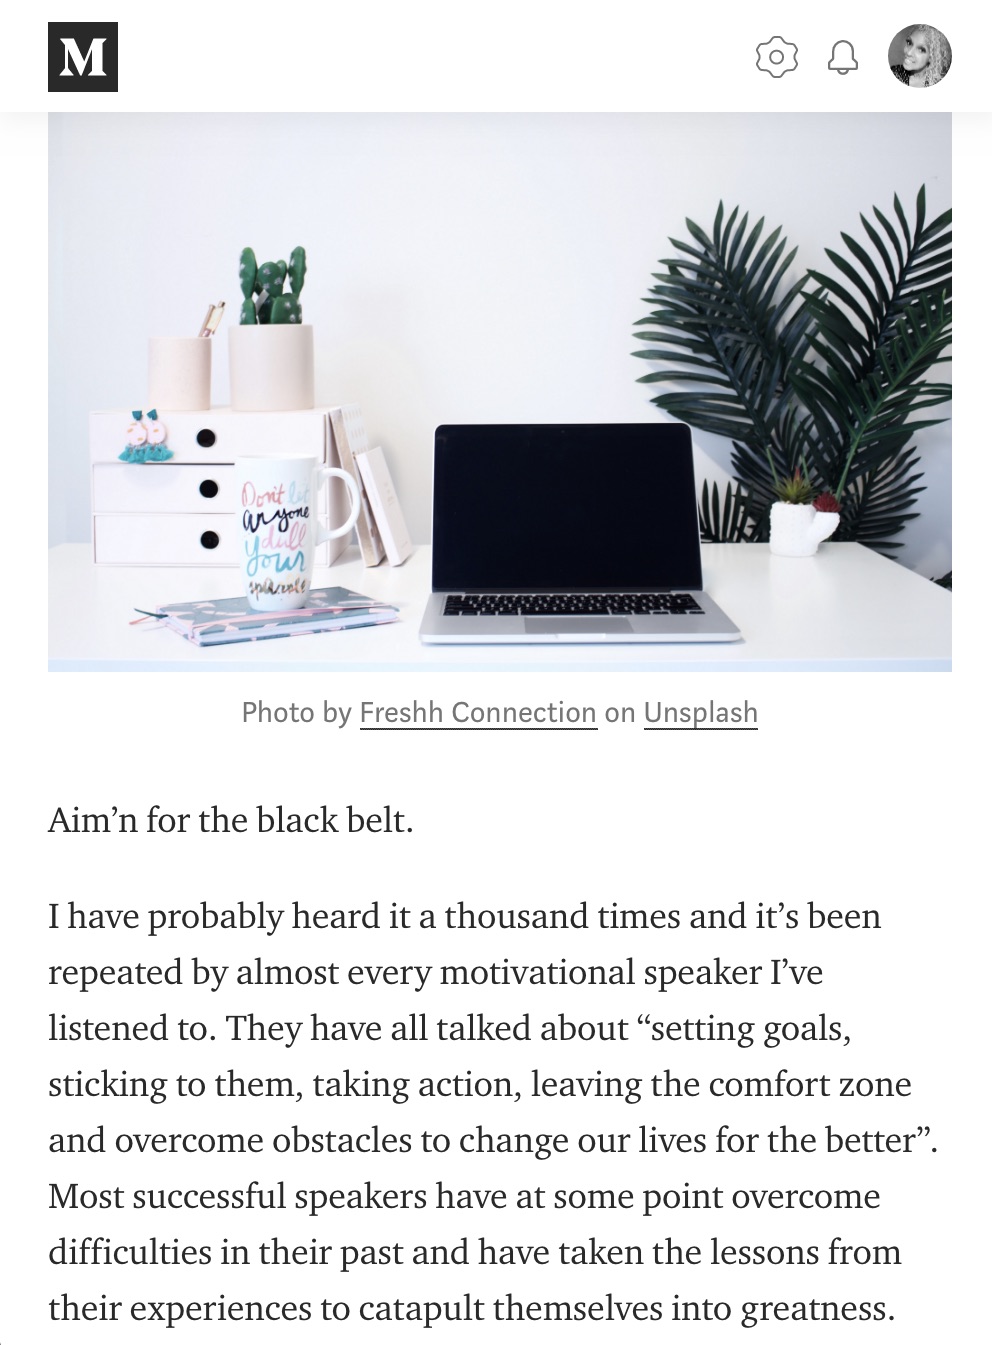 M
Don't let
anyone
dull
your
sparkle
Photo by Freshh Connection on Unsplash
Aim’n for the black belt.
I have probably heard it a thousand times and it’s been
repeated by almost every motivational speaker I’ve
listened to. They have all talked about “setting goals,
sticking to them, taking action, leaving the comfort zone
and overcome obstacles to change our lives for the better”.
Most successful speakers have at some point overcome
difficulties in their past and have taken the lessons from
their experiences to catapult themselves into greatness.